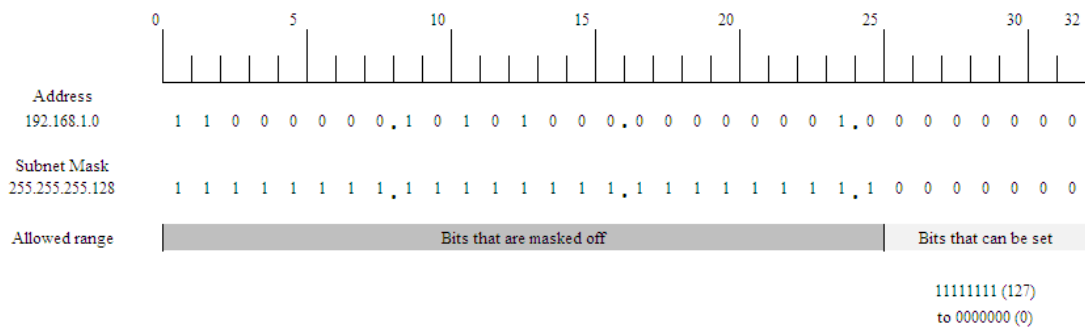 0 5 10 15 20 25 30 32
Address
192.168.1.0 1 1 0 0 0 0 0 0 . 1 0 1 0 1 0 0 0 . 0 0 0 0 0 0 0 1 . 0 0 0 0 0 0 0 0
Subnet Mask
255.255.255.128 1 1 1 1 1 1 1 1 . 1 1 1 1 1 1 1 1 . 1 1 1 1 1 1 1 1 . 1 0 0 0 0 0 0 0
Allowed range Bits that are masked off Bits that can be set
11111111 (127)
to 0000000 (0)